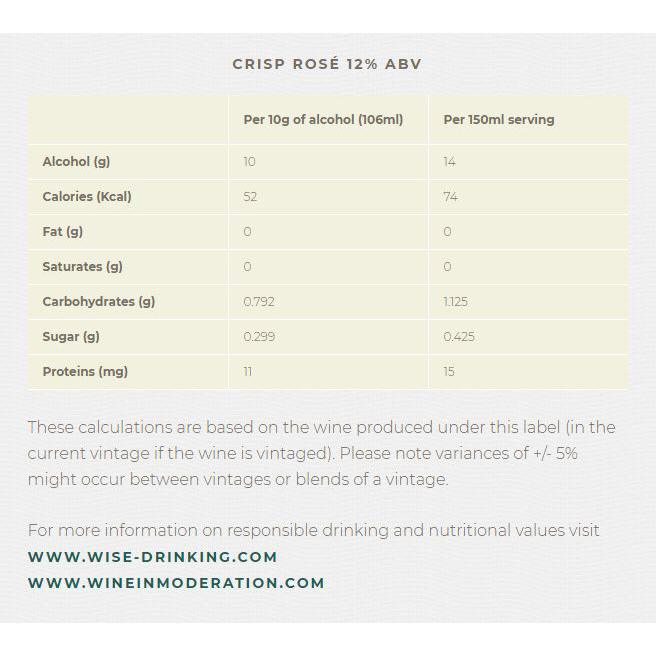 CRISP ROSÉ 12% ABV
Per 10g of alcohol (106ml) Per 150ml serving
Alcohol (g) 10 14
Calories (Kcal) 52 74
Fat (g) 0 0
Saturates (g) 0 0
Carbohydrates (g) 0.792 1.125
Sugar (g) 0.299 0.425
Proteins (mg) 11 15
These calculations are based on the wine produced under this label (in the
current vintage if the wine is vintaged). Please note variances of +/- 5%
might occur between vintages or blends of a vintage.
For more information on responsible drinking and nutritional values visit
WWW.WISE-DRINKING.COM
WWW.WINEINMODERATION.COM